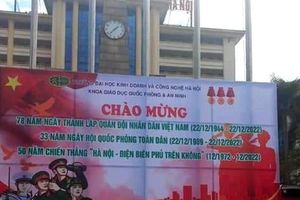 HÀ NỘI
ĐẠI HỌC KINH DOANH VÀ CÔNG NGHỆ HÀ NỘI
KHOA GIÁO DỤC QUỐC PHÒNG & AN NINH
CHÀO MỪNG
78 NĂM NGÀY THÀNH LẬP QUÂN ĐỘI NHÂN DÂN VIỆT NAM (22/12/1944 - 22/12/2022)
33 NĂM NGÀY HỘI QUỐC PHÒNG TOÀN DÂN (22/12/1989 - 22/12/2022)
50 NĂM CHIẾN THẮNG "HÀ NỘI - ĐIỆN BIÊN PHỦ TRÊN KHÔNG" (12/1972 - 12/2022)